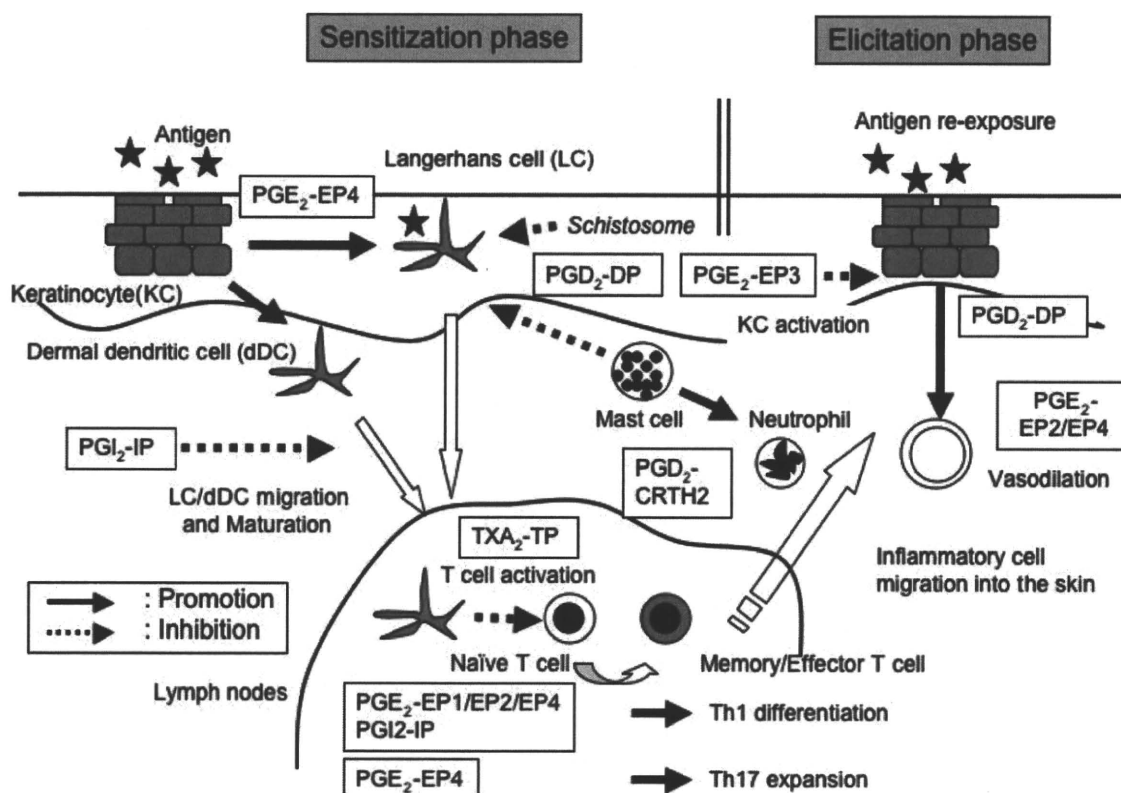 Sensitization phase
Elicitation phase
Antigen
Langerhans cell (LC)
Antigen re-exposure
PGE₂-EP4
Schistosome
PGD₂-DP
PGE₂-EP3
Keratinocyte(KC)
KC activation
PGD₂-DP
Dermal dendritic cell (dDC)
Mast cell
Neutrophil
PGE₂-
EP2/EP4
PGI₂-IP
PGD₂-
CRTH2
Vasodilation
LC/dDC migration
and Maturation
TXA₂-TP
T cell activation
Inflammatory cell
migration into the skin
: Promotion
: Inhibition
Naïve T cell
Memory/Effector T cell
Lymph nodes
PGE₂-EP1/EP2/EP4
PGI2-IP
Th1 differentiation
PGE₂-EP4
Th17 expansion